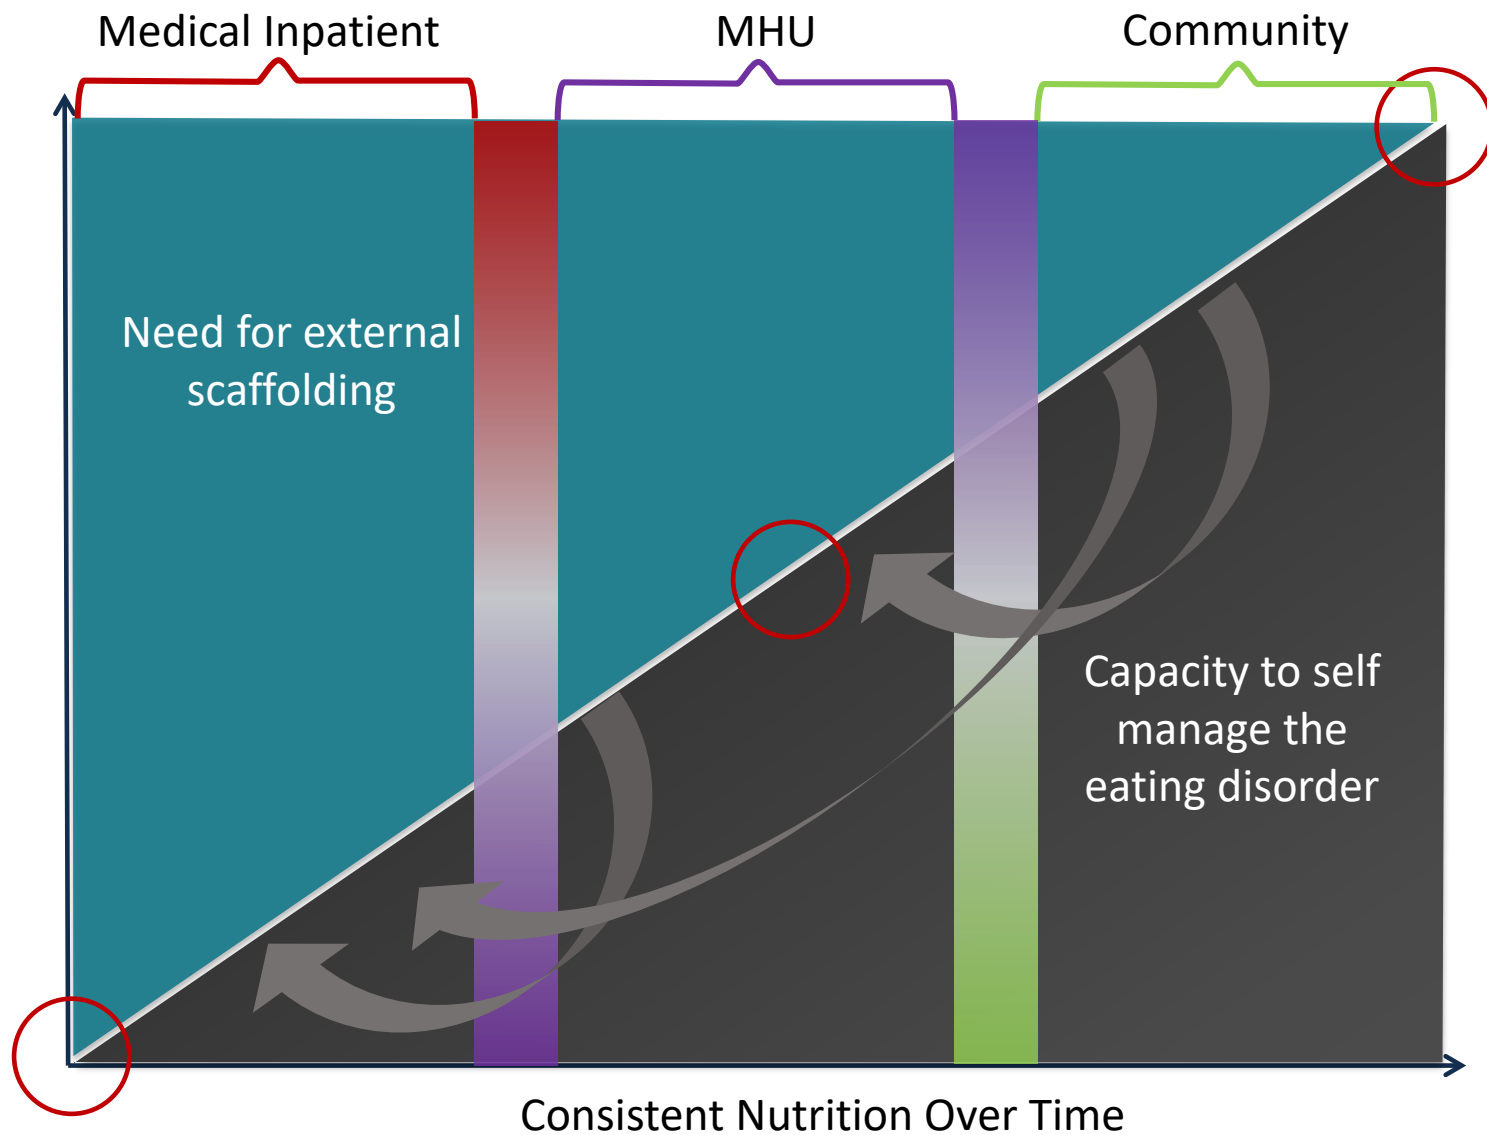 Medical Inpatient
MHU
Community
Need for external
scaffolding
Capacity to self
manage the
eating disorder
Consistent Nutrition Over Time